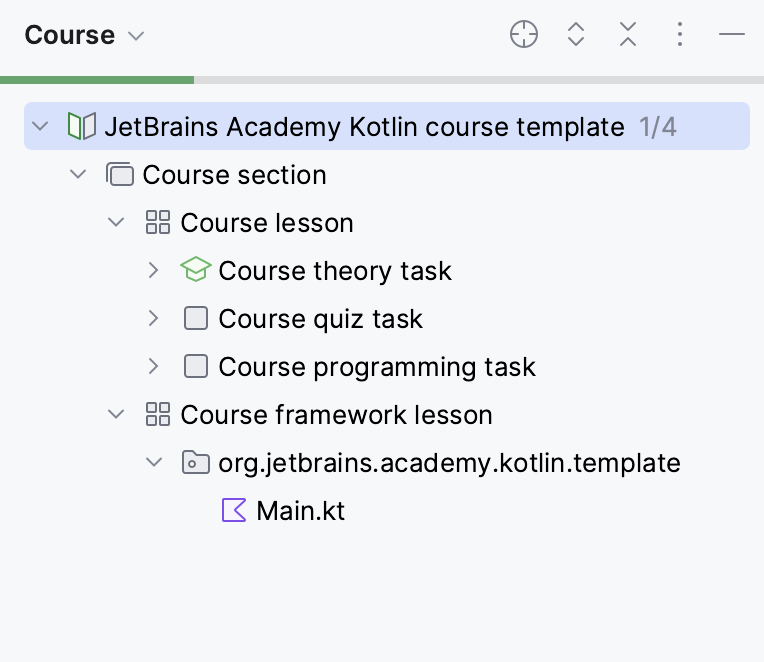 Course
JetBrains Academy Kotlin course template 1/4
Course section
Course lesson
Course theory task
Course quiz task
Course programming task
Course framework lesson
org.jetbrains.academy.kotlin.template
Main.kt